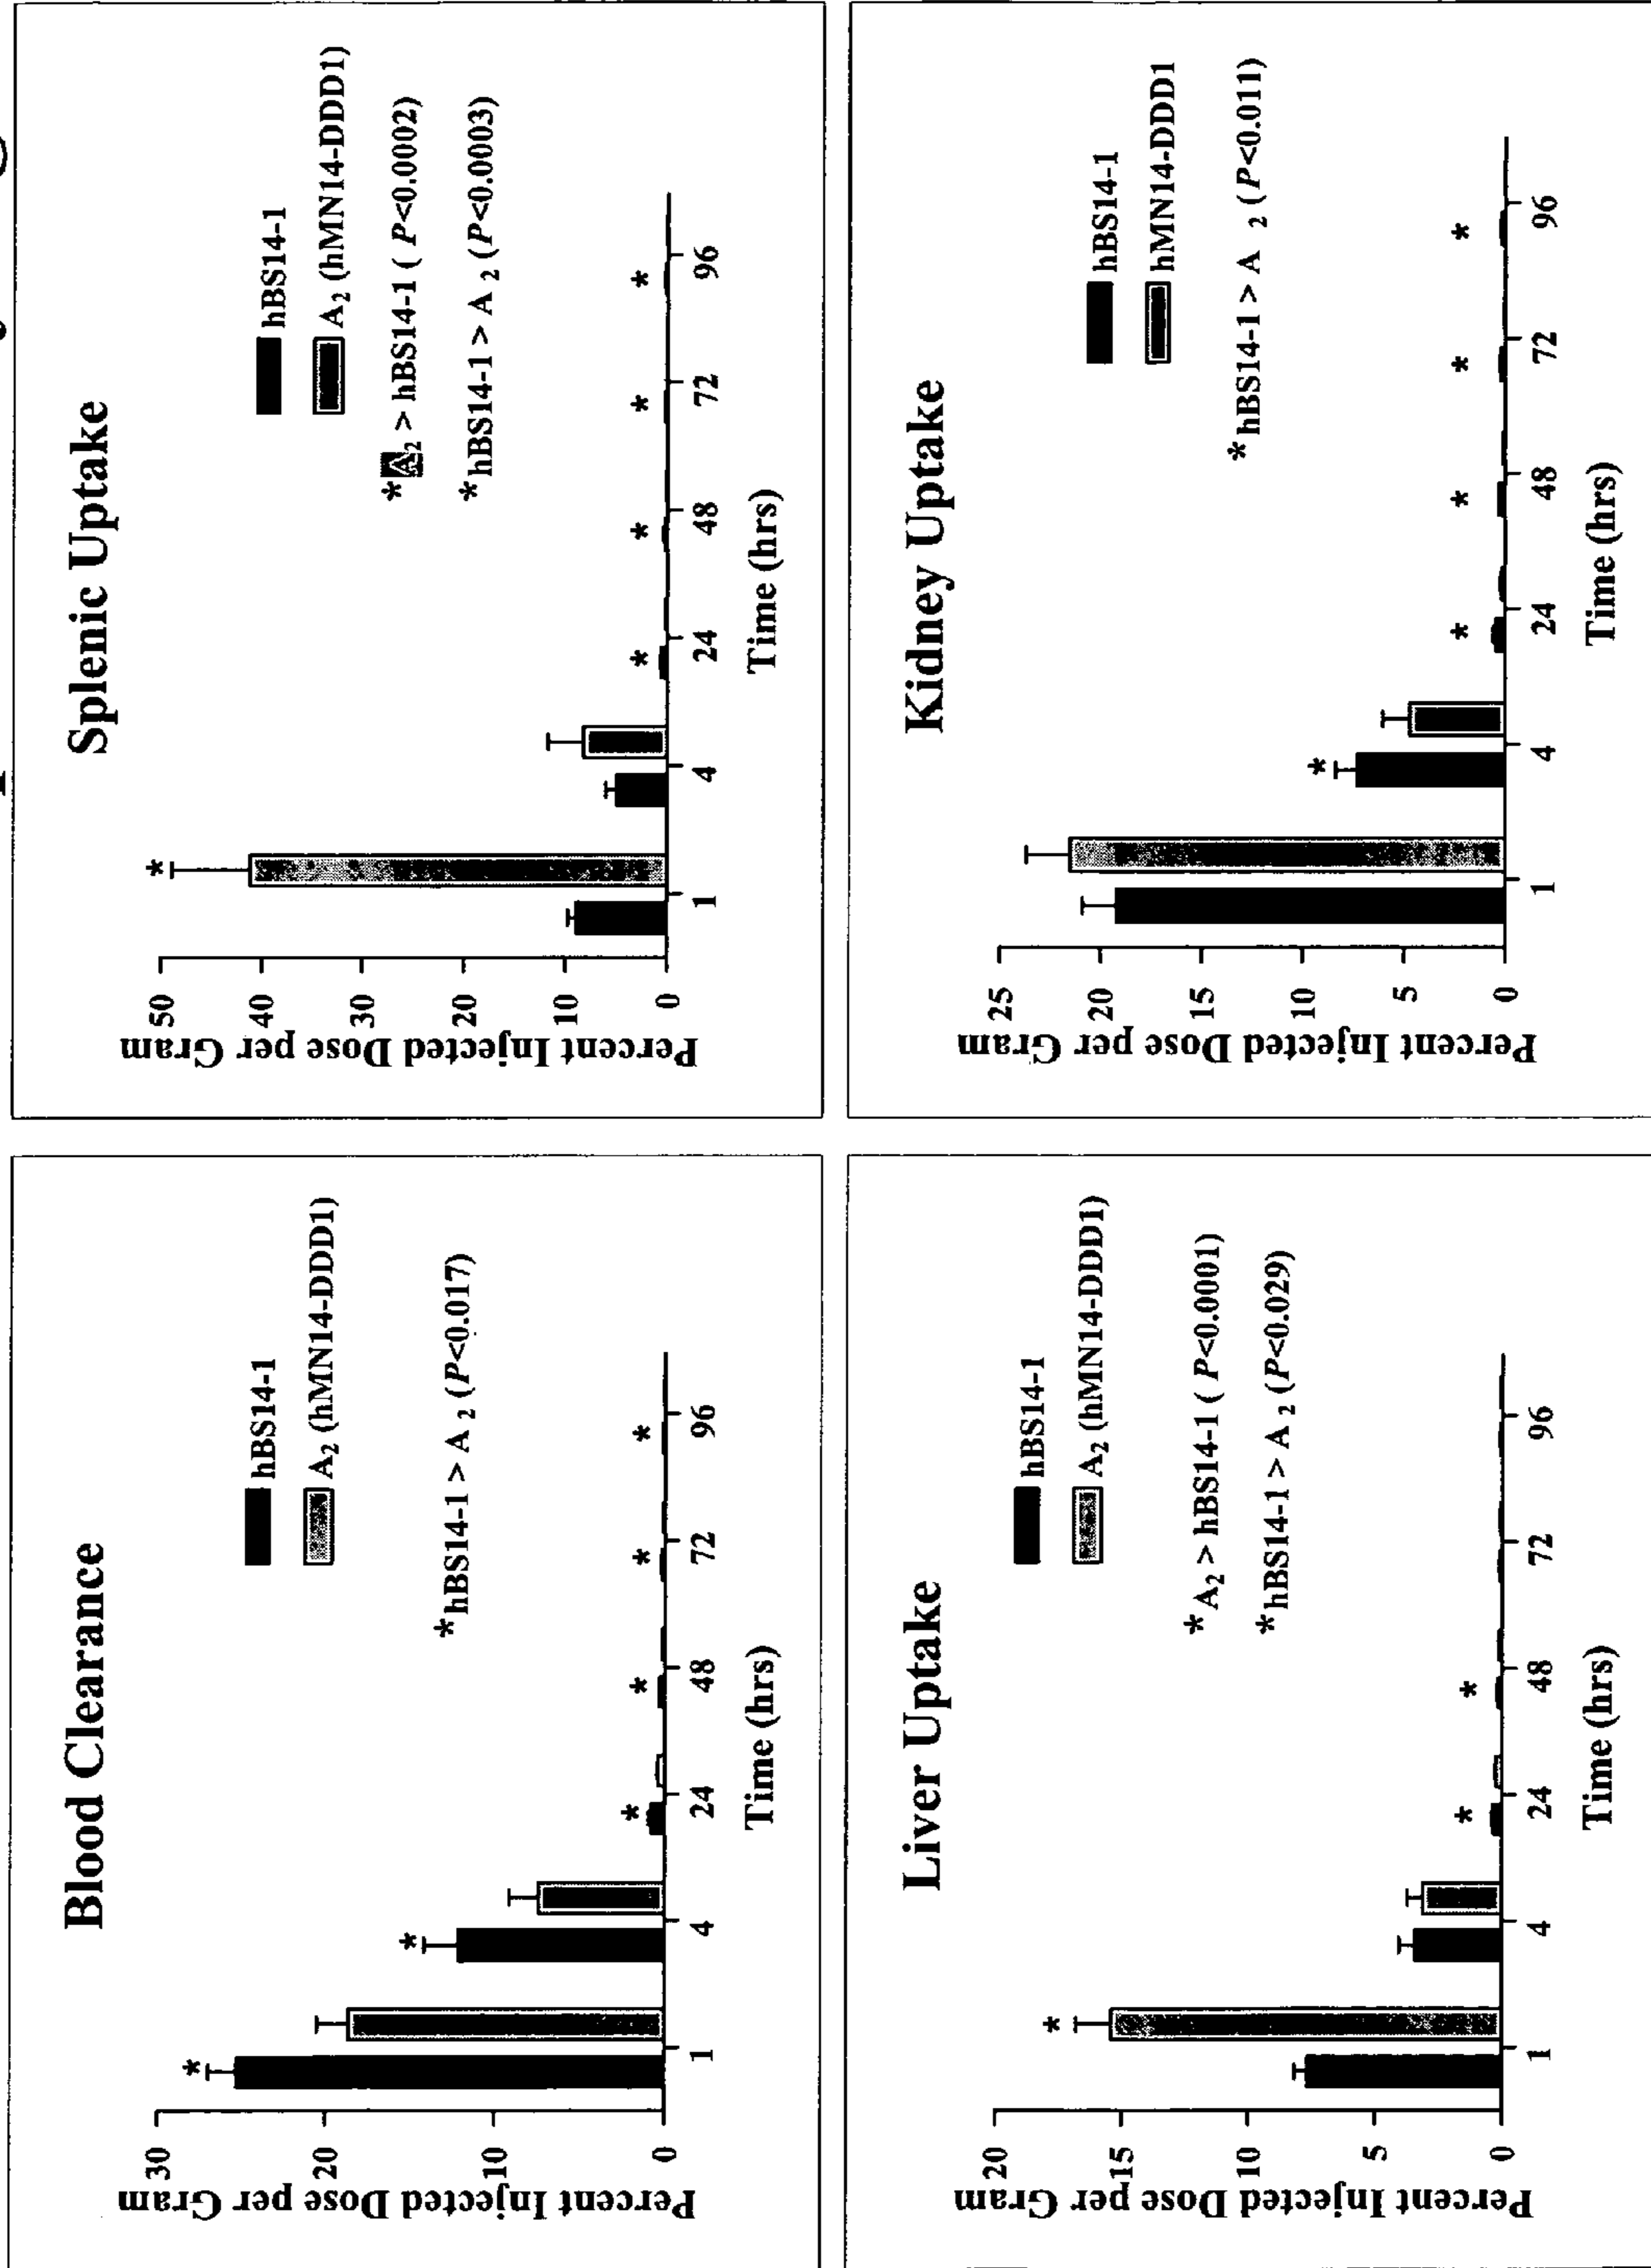 Blood Clearance
Percent Injected Dose per Gram
30
20
10
0
hBS14-1
A₂ (hMN14-DDD1)
*hBS14-1 > A ₂ (P<0.017)
* * * * * *
1 4 24 48 72 96
Time (hrs)
Splenic Uptake
Percent Injected Dose per Gram
50
40
30
20
10
0
hBS14-1
A₂ (hMN14-DDD1)
*A₂ > hBS14-1 ( P<0.0002)
*hBS14-1 > A ₂ (P<0.0003)
* * * * *
1 4 24 48 72 96
Time (hrs)
Liver Uptake
Percent Injected Dose per Gram
20
15
10
5
0
hBS14-1
A₂ (hMN14-DDD1)
*A₂ > hBS14-1 ( P<0.0001)
*hBS14-1 > A ₂ (P<0.029)
* * *
1 4 24 48 72 96
Time (hrs)
Kidney Uptake
Percent Injected Dose per Gram
25
20
15
10
5
0
hBS14-1
hMN14-DDD1
*hBS14-1 > A ₂ (P<0.011)
* * * * *
1 4 24 48 72 96
Time (hrs)